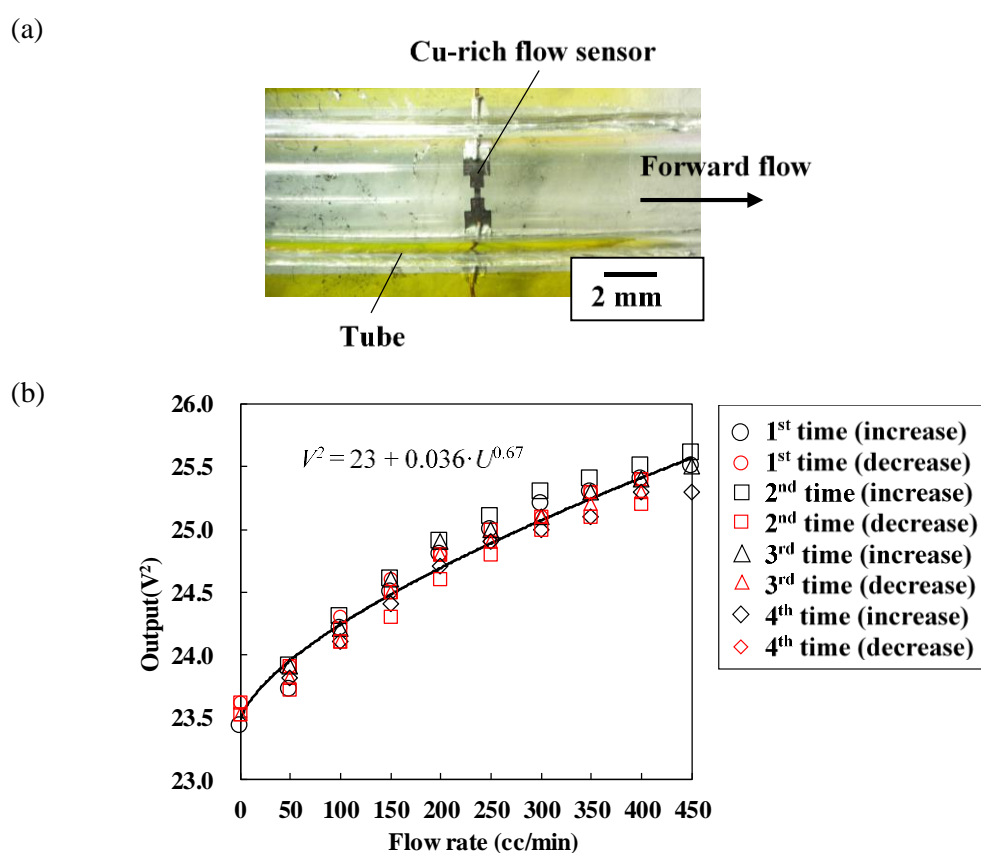 (a)
Cu-rich flow sensor
Forward flow
2 mm
Tube
(b)
26.0
25.5
25.0
24.5
24.0
23.5
23.0
Output(V²)
V² = 23 + 0.036· U^0.67
0 50 100 150 200 250 300 350 400 450
Flow rate (cc/min)
1st time (increase)
1st time (decrease)
2nd time (increase)
2nd time (decrease)
3rd time (increase)
3rd time (decrease)
4th time (increase)
4th time (decrease)